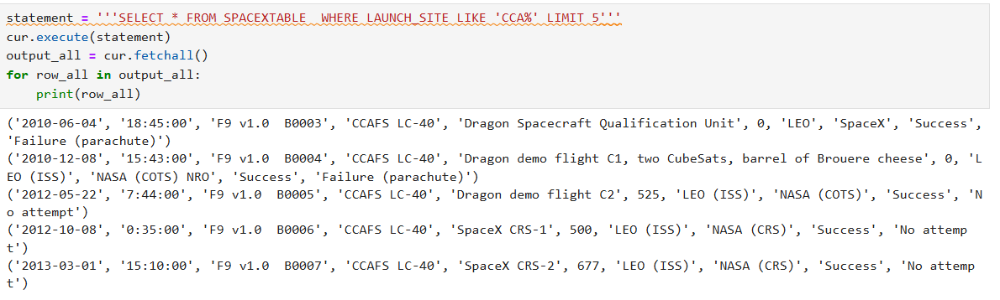 statement = '''SELECT * FROM SPACEXTABLE  WHERE LAUNCH_SITE LIKE 'CCA%' LIMIT 5'''
cur.execute(statement)
output_all = cur.fetchall()
for row_all in output_all:
    print(row_all)
('2010-06-04', '18:45:00', 'F9 v1.0  B0003', 'CCAFS LC-40', 'Dragon Spacecraft Qualification Unit', 0, 'LEO', 'SpaceX', 'Success',
'Failure (parachute)')
('2010-12-08', '15:43:00', 'F9 v1.0  B0004', 'CCAFS LC-40', 'Dragon demo flight C1, two CubeSats, barrel of Brouere cheese', 0, 'L
EO (ISS)', 'NASA (COTS) NRO', 'Success', 'Failure (parachute)')
('2012-05-22', '7:44:00', 'F9 v1.0  B0005', 'CCAFS LC-40', 'Dragon demo flight C2', 525, 'LEO (ISS)', 'NASA (COTS)', 'Success', 'N
o attempt')
('2012-10-08', '0:35:00', 'F9 v1.0  B0006', 'CCAFS LC-40', 'SpaceX CRS-1', 500, 'LEO (ISS)', 'NASA (CRS)', 'Success', 'No attemp
t')
('2013-03-01', '15:10:00', 'F9 v1.0  B0007', 'CCAFS LC-40', 'SpaceX CRS-2', 677, 'LEO (ISS)', 'NASA (CRS)', 'Success', 'No attemp
t')